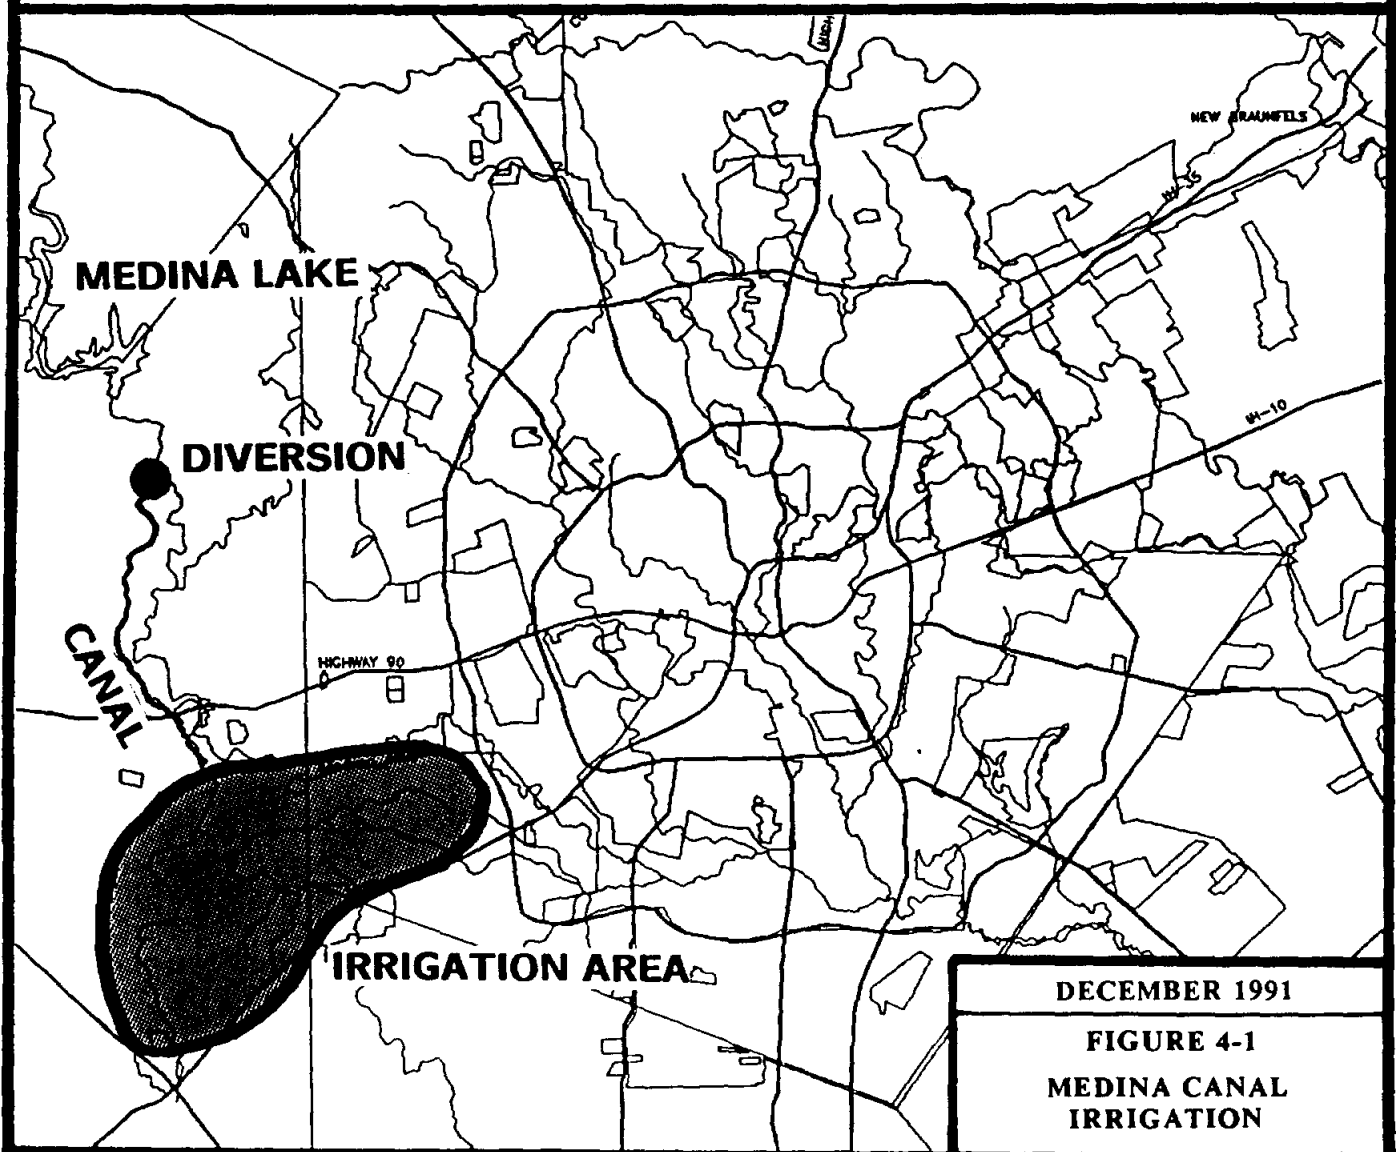 NEW BRAUNFELS
IH-35
MEDINA LAKE
IH-10
DIVERSION
CANAL
HIGHWAY 90
IRRIGATION AREA
DECEMBER 1991
FIGURE 4-1
MEDINA CANAL
IRRIGATION